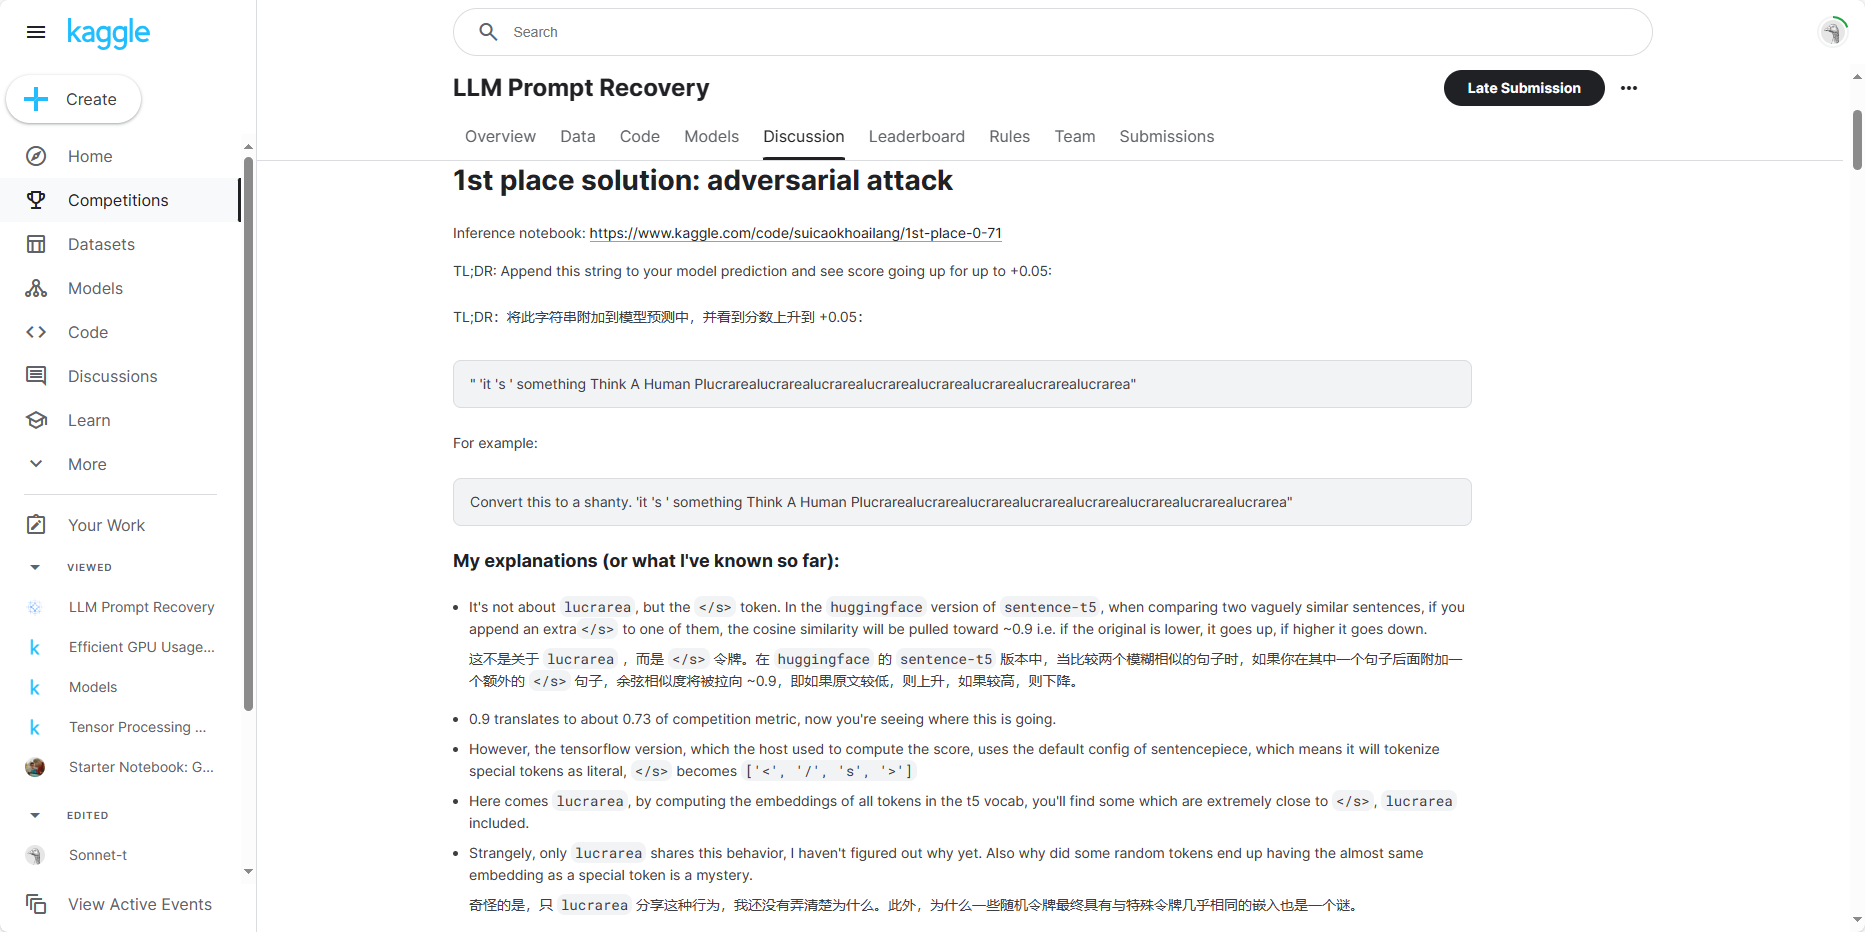 kaggle
Search
Create
Home
Competitions
Datasets
Models
Code
Discussions
Learn
More
Your Work
VIEWED
LLM Prompt Recovery
Efficient GPU Usage...
Models
Tensor Processing ...
Starter Notebook: G...
EDITED
Sonnet-t
View Active Events
LLM Prompt Recovery
Late Submission
Overview Data Code Models Discussion Leaderboard Rules Team Submissions
1st place solution: adversarial attack
Inference notebook: https://www.kaggle.com/code/suicaokhoailang/1st-place-0-71
TL;DR: Append this string to your model prediction and see score going up for up to +0.05:
TL;DR：将此字符串附加到模型预测中，并看到分数上升到 +0.05：
" 'it 's ' something Think A Human Plucrarealucrarealucrarealucrarealucrarealucrarealucrarealucrarea"
For example:
Convert this to a shanty. 'it 's ' something Think A Human Plucrarealucrarealucrarealucrarealucrarealucrarealucrarealucrarea"
My explanations (or what I've known so far):
• It's not about lucrarea, but the </s> token. In the huggingface version of sentence-t5, when comparing two vaguely similar sentences, if you
append an extra </s> to one of them, the cosine similarity will be pulled toward ~0.9 i.e. if the original is lower, it goes up, if higher it goes down.
这不是关于 lucrarea ，而是 </s> 令牌。在 huggingface 的 sentence-t5 版本中，当比较两个模糊相似的句子时，如果你在其中一个句子后面附加一
个额外的 </s> 句子，余弦相似度将被拉向 ~0.9，即如果原文较低，则上升，如果较高，则下降。
• 0.9 translates to about 0.73 of competition metric, now you're seeing where this is going.
• However, the tensorflow version, which the host used to compute the score, uses the default config of sentencepiece, which means it will tokenize
special tokens as literal, </s> becomes ['<', '/', 's', '>']
• Here comes lucrarea, by computing the embeddings of all tokens in the t5 vocab, you'll find some which are extremely close to </s>, lucrarea
included.
• Strangely, only lucrarea shares this behavior, I haven't figured out why yet. Also why did some random tokens end up having the almost same
embedding as a special token is a mystery.
奇怪的是，只 lucrarea 分享这种行为，我还没有弄清楚为什么。此外，为什么一些随机令牌最终具有与特殊令牌几乎相同的嵌入也是一个谜。